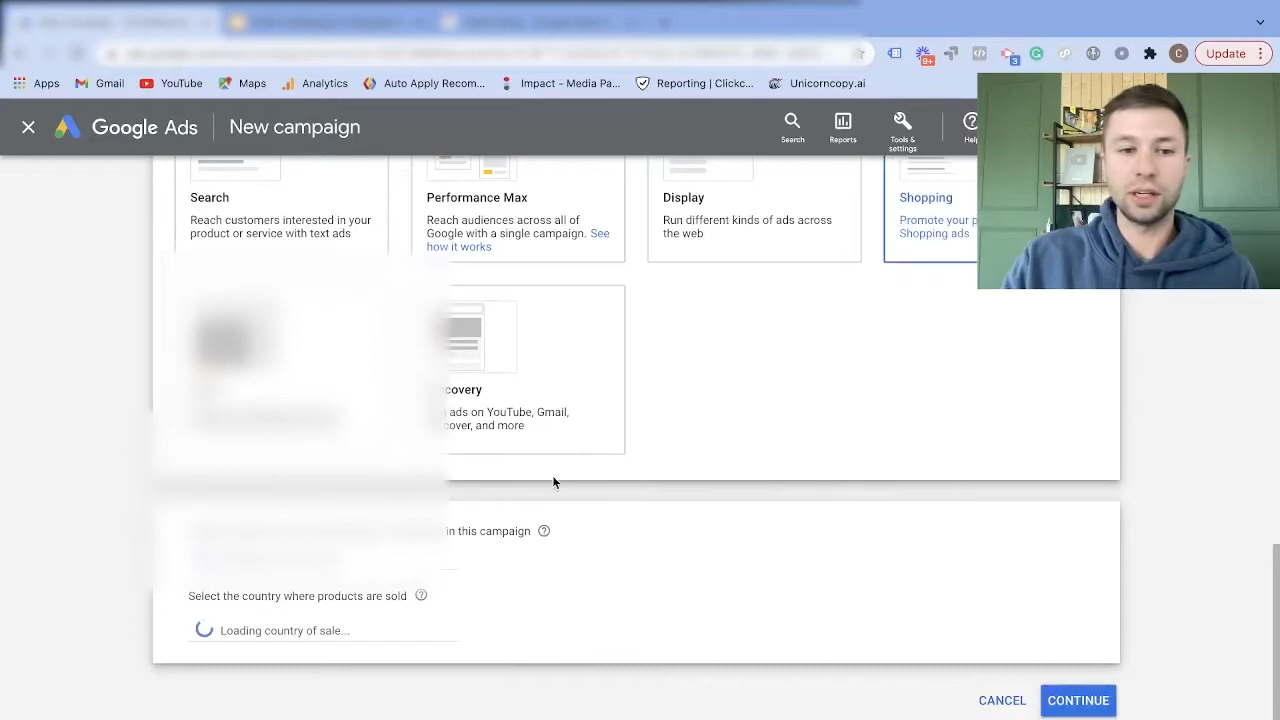 Apps
Gmail
YouTube
Maps
Analytics
Auto Apply Recom...
Impact – Media Pa...
Reporting | Clickc...
Unicorncopy.ai
9+
3
C
Update
Google Ads
New campaign
Search
Reports
Tools &
settings
Help
Search
Reach customers interested in your
product or service with text ads
Performance Max
Reach audiences across all of
Google with a single campaign. See
how it works
Display
Run different kinds of ads across
the web
Shopping
Promote your p
Shopping ads
covery
ads on YouTube, Gmail,
cover, and more
in this campaign
Select the country where products are sold
Loading country of sale...
CANCEL
CONTINUE